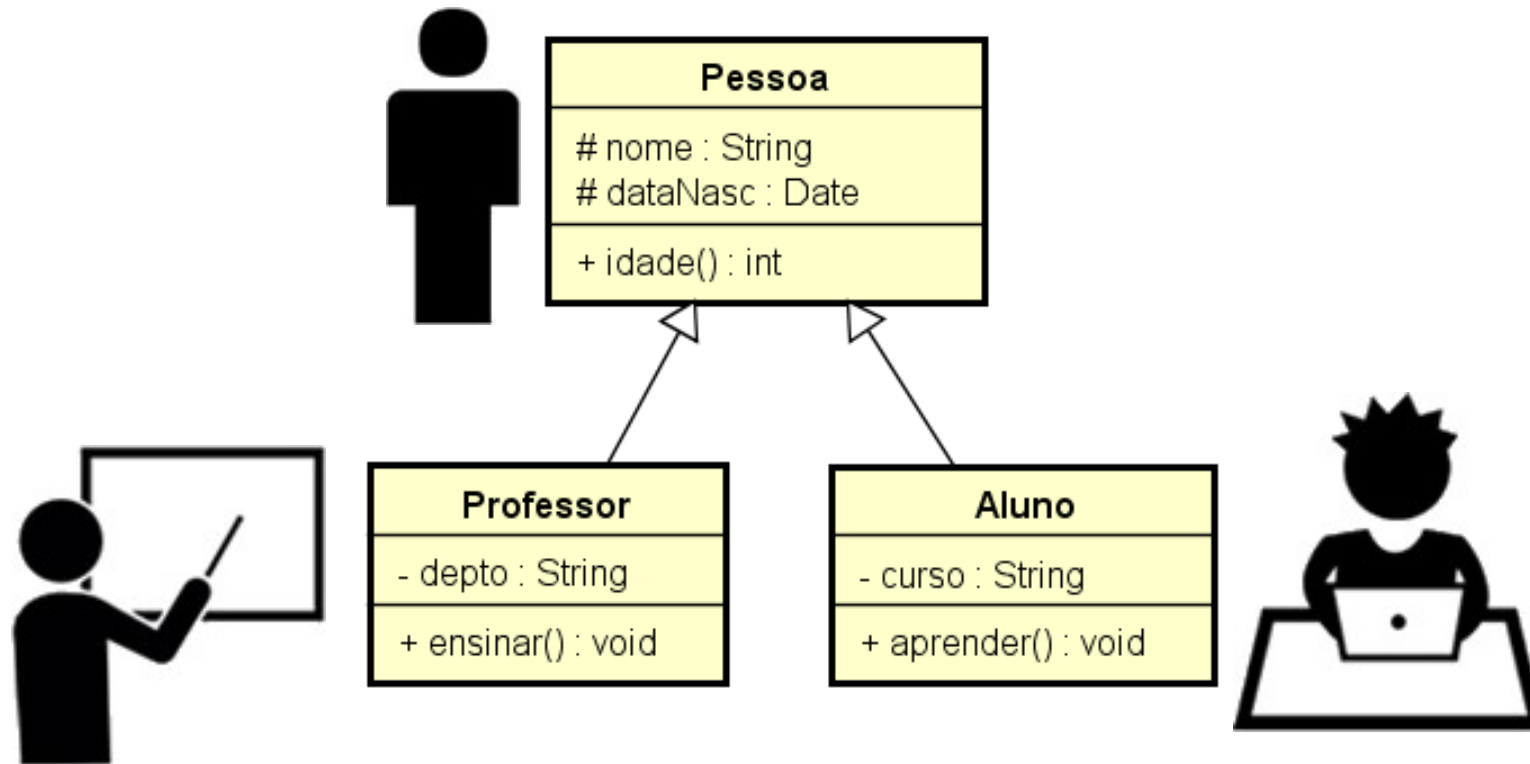 Pessoa
# nome : String
# dataNasc : Date
+ idade() : int
Professor
- depto : String
+ ensinar() : void
Aluno
- curso : String
+ aprender() : void